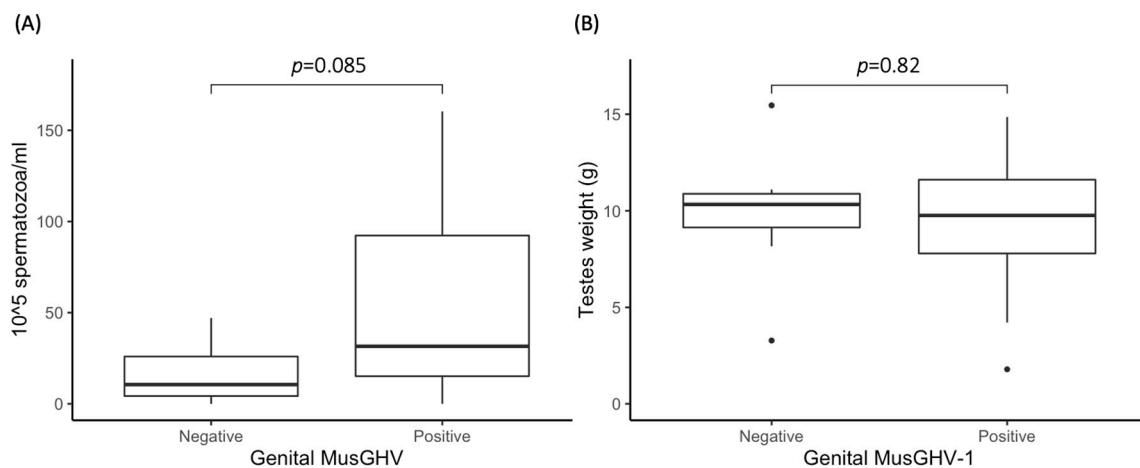 (A)
p=0.085
150
100
50
0
10^5 spermatozoa/ml
Negative
Positive
Genital MusGHV
(B)
p=0.82
15
10
5
0
Testes weight (g)
Negative
Positive
Genital MusGHV-1